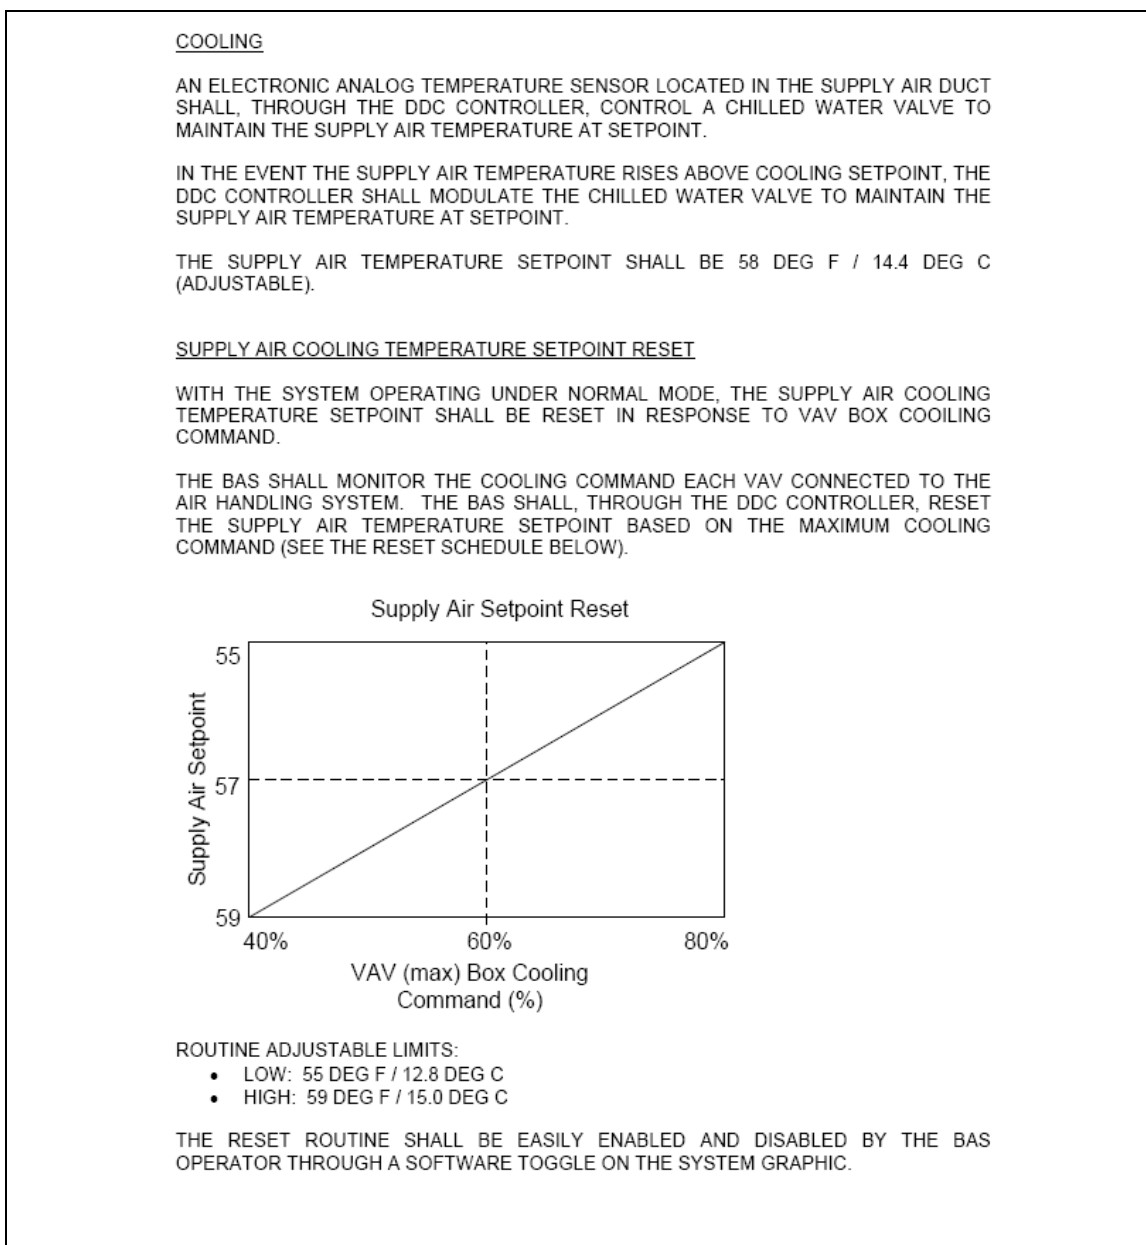 COOLING
AN ELECTRONIC ANALOG TEMPERATURE SENSOR LOCATED IN THE SUPPLY AIR DUCT
SHALL, THROUGH THE DDC CONTROLLER, CONTROL A CHILLED WATER VALVE TO
MAINTAIN THE SUPPLY AIR TEMPERATURE AT SETPOINT.
IN THE EVENT THE SUPPLY AIR TEMPERATURE RISES ABOVE COOLING SETPOINT, THE
DDC CONTROLLER SHALL MODULATE THE CHILLED WATER VALVE TO MAINTAIN THE
SUPPLY AIR TEMPERATURE AT SETPOINT.
THE SUPPLY AIR TEMPERATURE SETPOINT SHALL BE 58 DEG F / 14.4 DEG C
(ADJUSTABLE).
SUPPLY AIR COOLING TEMPERATURE SETPOINT RESET
WITH THE SYSTEM OPERATING UNDER NORMAL MODE, THE SUPPLY AIR COOLING
TEMPERATURE SETPOINT SHALL BE RESET IN RESPONSE TO VAV BOX COOILING
COMMAND.
THE BAS SHALL MONITOR THE COOLING COMMAND EACH VAV CONNECTED TO THE
AIR HANDLING SYSTEM. THE BAS SHALL, THROUGH THE DDC CONTROLLER, RESET
THE SUPPLY AIR TEMPERATURE SETPOINT BASED ON THE MAXIMUM COOLING
COMMAND (SEE THE RESET SCHEDULE BELOW).
Supply Air Setpoint Reset
Supply Air Setpoint
55
57
59
40% 60% 80%
VAV (max) Box Cooling
Command (%)
ROUTINE ADJUSTABLE LIMITS:
• LOW: 55 DEG F / 12.8 DEG C
• HIGH: 59 DEG F / 15.0 DEG C
THE RESET ROUTINE SHALL BE EASILY ENABLED AND DISABLED BY THE BAS
OPERATOR THROUGH A SOFTWARE TOGGLE ON THE SYSTEM GRAPHIC.